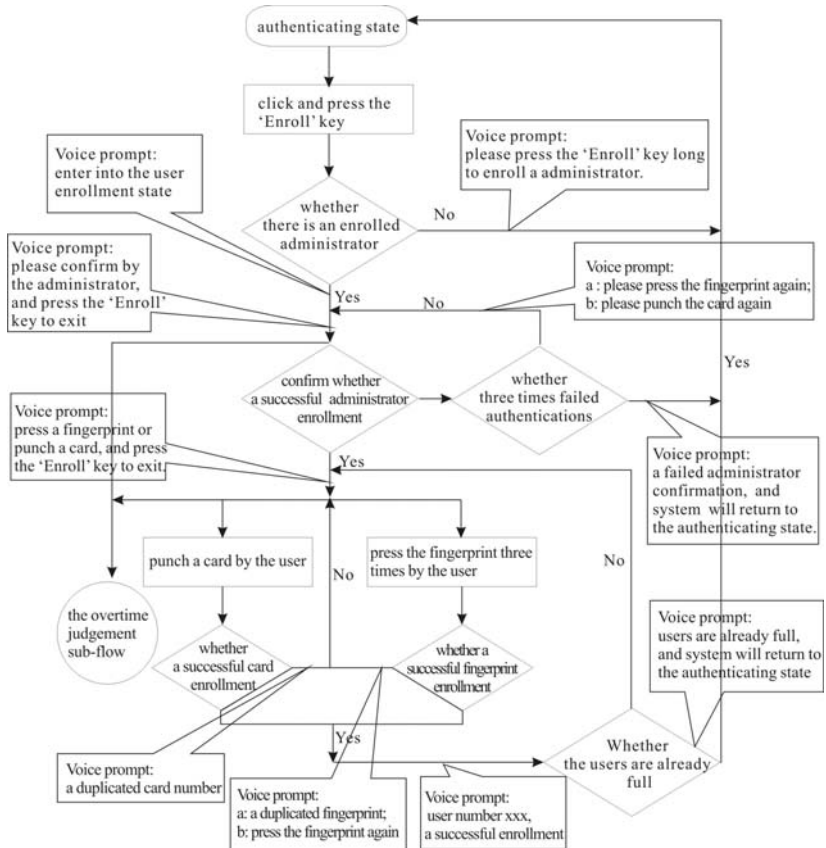 authenticating state
click and press the
‘Enroll’ key
Voice prompt:
please press the ‘Enroll’ key long
to enroll a administrator.
Voice prompt:
enter into the user
enrollment state
whether
there is an enrolled
administrator
No
Voice prompt:
please confirm by
the administrator,
and press the ‘Enroll’
key to exit
Yes
No
Voice prompt:
a : please press the fingerprint again;
b: please punch the card again
Yes
confirm whether
a successful administrator
enrollment
whether
three times failed
authentications
Voice prompt:
press a fingerprint or
punch a card, and press
the ‘Enroll’ key to exit.
Yes
Voice prompt:
a failed administrator
confirmation, and
system will return to
the authenticating state.
punch a card by the user
No
press the fingerprint three
times by the user
No
the overtime
judgement
sub-flow
whether
a successful card
enrollment
whether a
successful fingerprint
enrollment
Voice prompt:
users are already full,
and system will return to
the authenticating state
Yes
Whether
the users are already
full
Voice prompt:
a duplicated card number
Voice prompt:
a: a duplicated fingerprint;
b: press the fingerprint again
Voice prompt:
user number xxx,
a successful enrollment